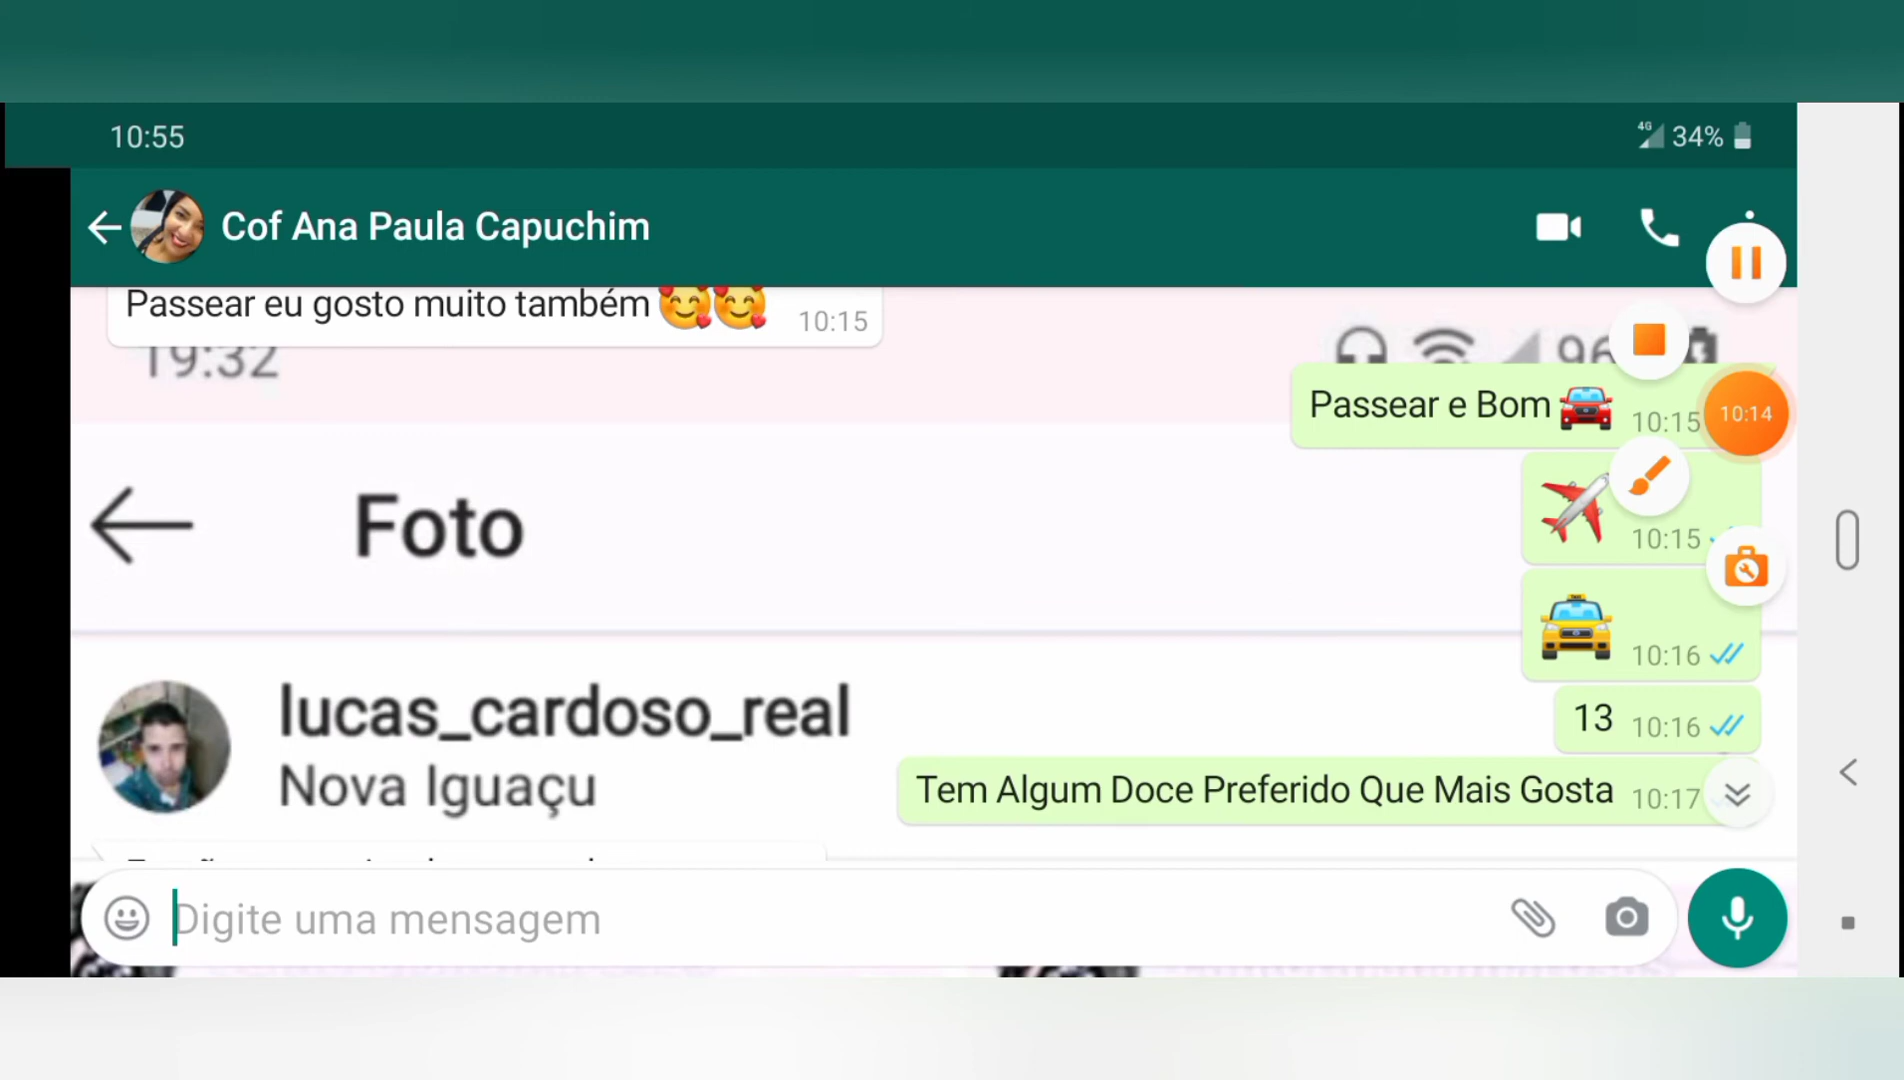 10:55
4G 34%
Cof Ana Paula Capuchim
Passear eu gosto muito também🥰🥰 10:15
19:32
96
Passear e Bom🚘 10:15
10:14
✈️ 10:15
Foto
🚖 10:16
lucas_cardoso_real
13 10:16
Nova Iguaçu
Tem Algum Doce Preferido Que Mais Gosta 10:17
Digite uma mensagem